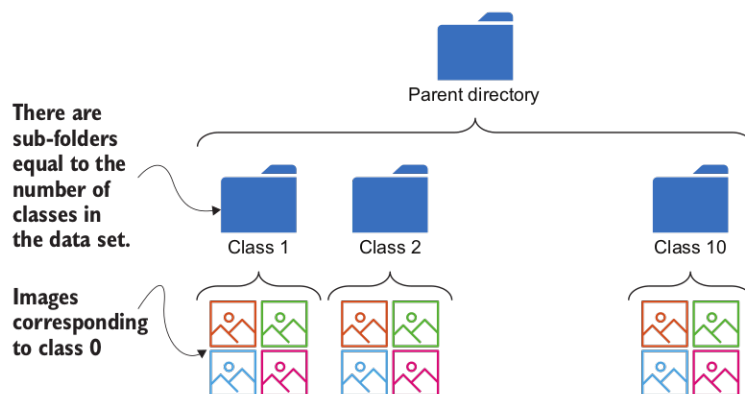 Parent directory
There are
sub-folders
equal to the
number of
classes in
the data set.
Class 1
Class 2
Class 10
Images
corresponding
to class 0